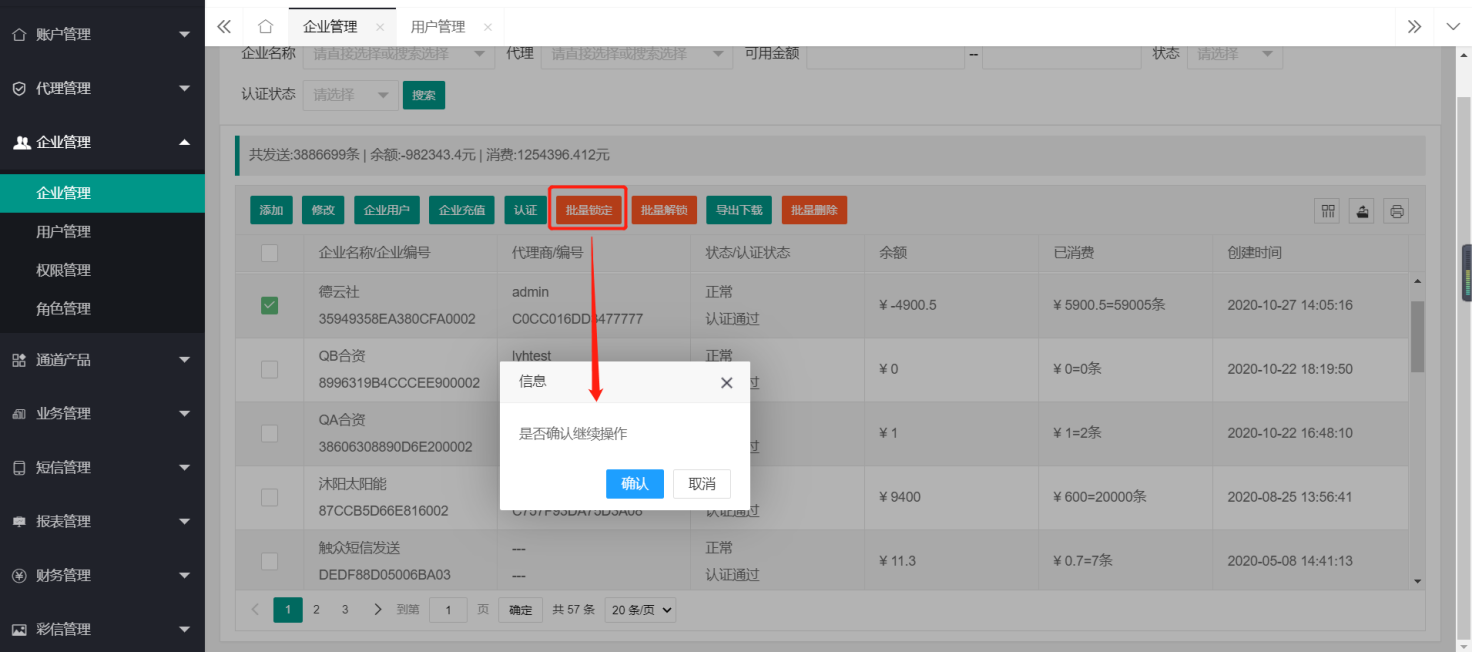 账户管理
代理管理
企业管理
企业管理
用户管理
权限管理
角色管理
通道产品
业务管理
短信管理
报表管理
财务管理
彩信管理
企业管理 用户管理
企业名称 请直接选择或搜索选择 代理 请直接选择或搜索选择 可用金额 -- 状态 请选择
认证状态 请选择 搜索
共发送:3886699条 | 余额:-982343.4元 | 消费:1254396.412元
添加 修改 企业用户 企业充值 认证 批量锁定 批量解锁 导出下载 批量删除
企业名称/企业编号 代理商/编号 状态/认证状态 余额 已消费 创建时间
德云社 admin 正常
¥ -4900.5 ¥ 5900.5=59005条 2020-10-27 14:05:16
35949358EA380CFA0002 C0CC016DD3477777 认证通过
QB合资 lyhtest 正常
¥ 0 ¥ 0=0条 2020-10-22 18:19:50
8996319B4CCCEE900002 过
QA合资
¥ 1 ¥ 1=2条 2020-10-22 16:48:10
38606308890D6E200002 过
沐阳太阳能
¥ 9400 ¥ 600=20000条 2020-08-25 13:56:41
87CCB5D66E816002 C757F93DA75D3A08 认证通过
触众短信发送 --- 正常
¥ 11.3 ¥ 0.7=7条 2020-05-08 14:41:13
DEDF88D05006BA03 --- 认证通过
信息
是否确认继续操作
确认 取消
1 2 3 到第 1 页 确定 共 57 条 20 条/页